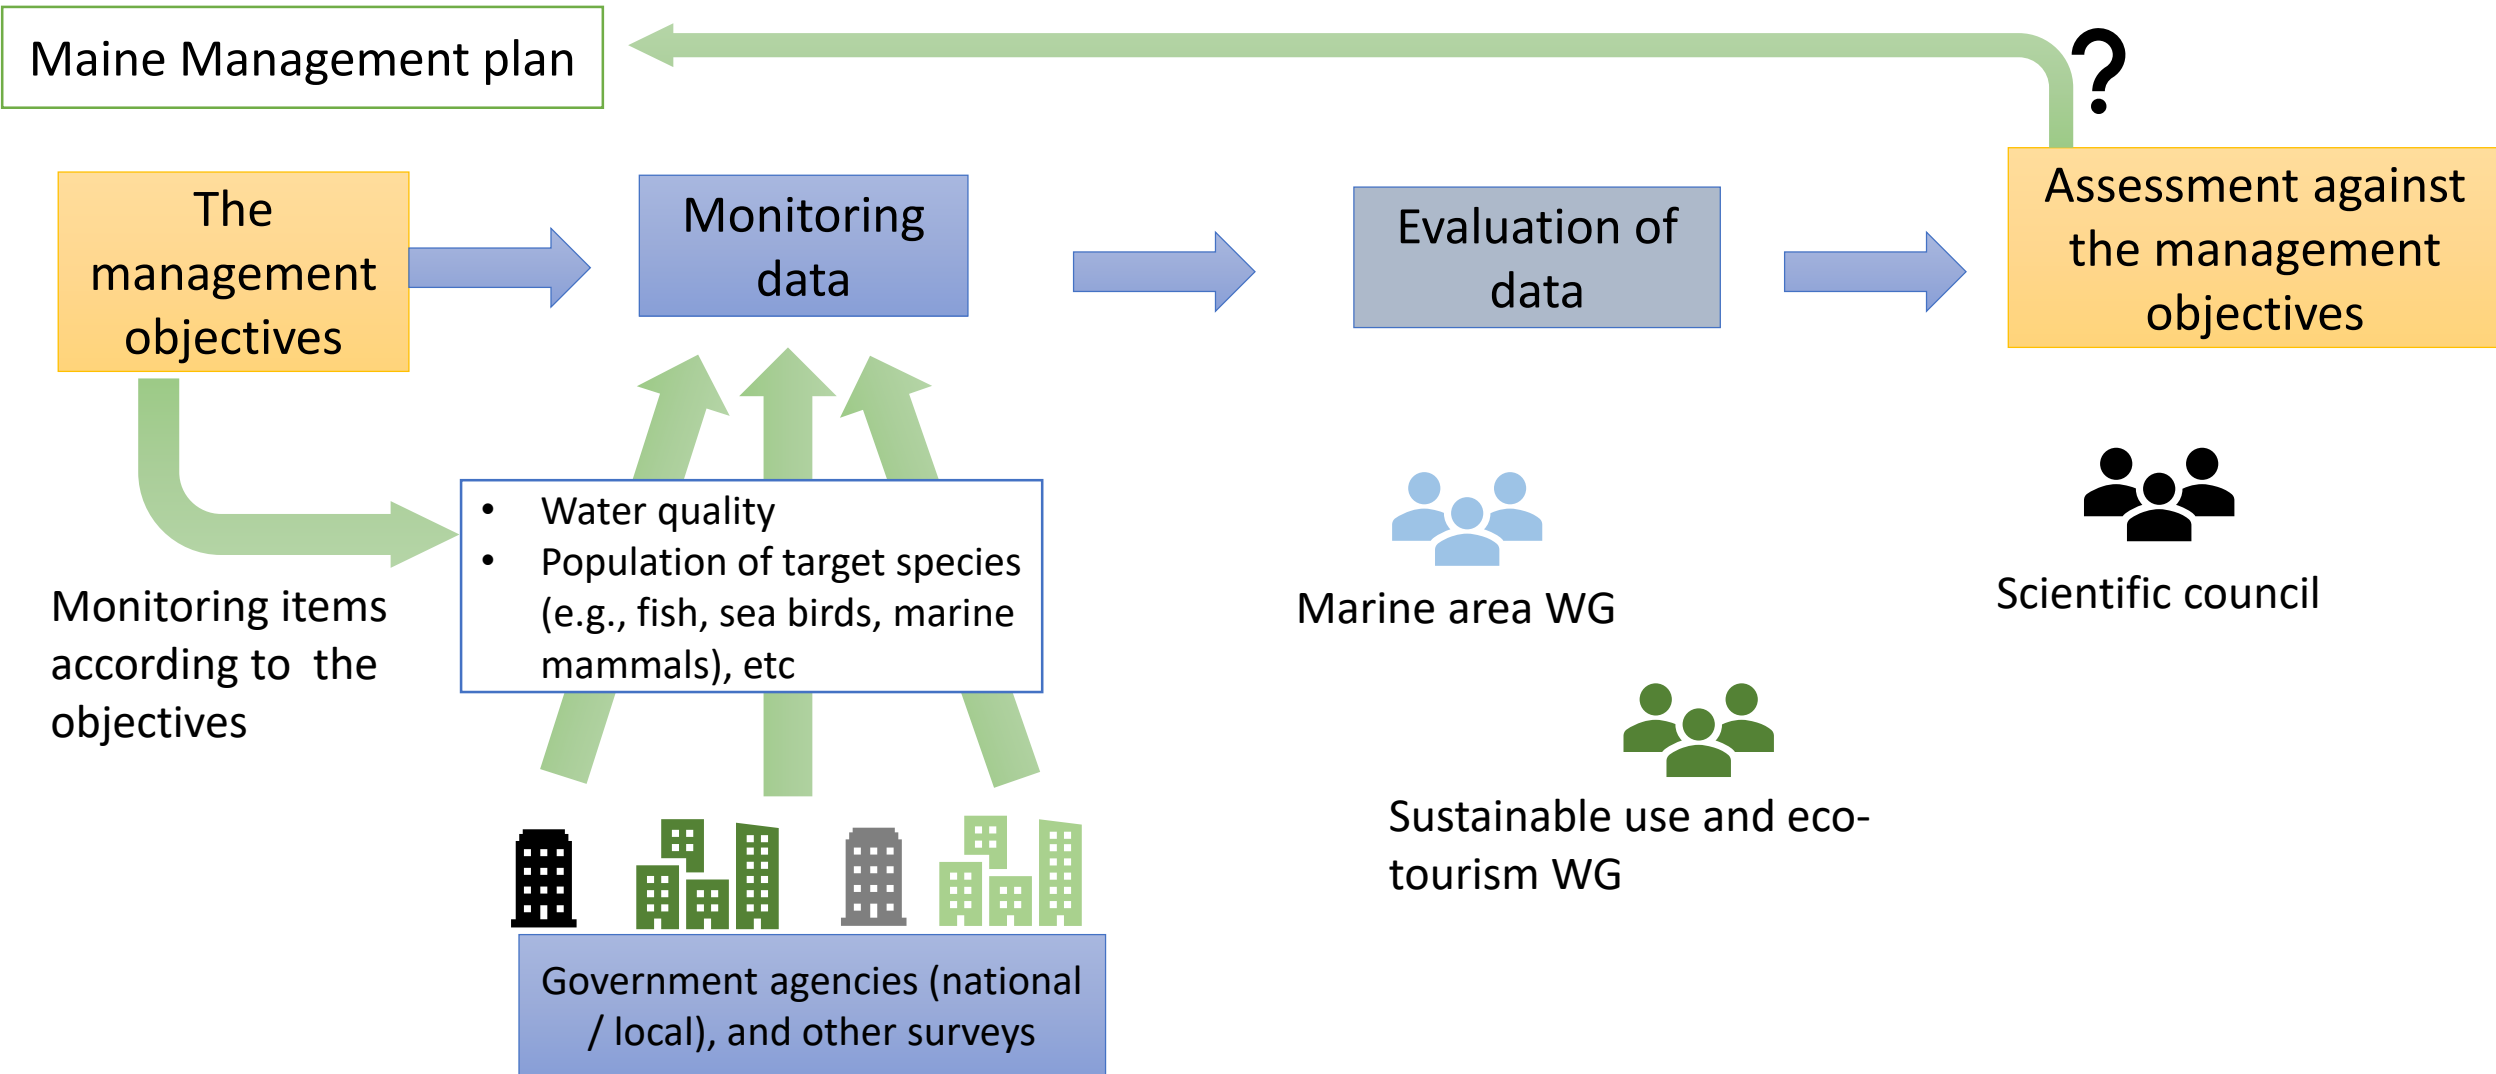 Maine Management plan
?
The
management
objectives
Monitoring
data
Evaluation of
data
Assessment against
the management
objectives
• Water quality
• Population of target species
(e.g., fish, sea birds, marine
mammals), etc
Monitoring items
according to  the
objectives
Marine area WG
Scientific council
Sustainable use and eco-
tourism WG
Government agencies (national
/ local), and other surveys